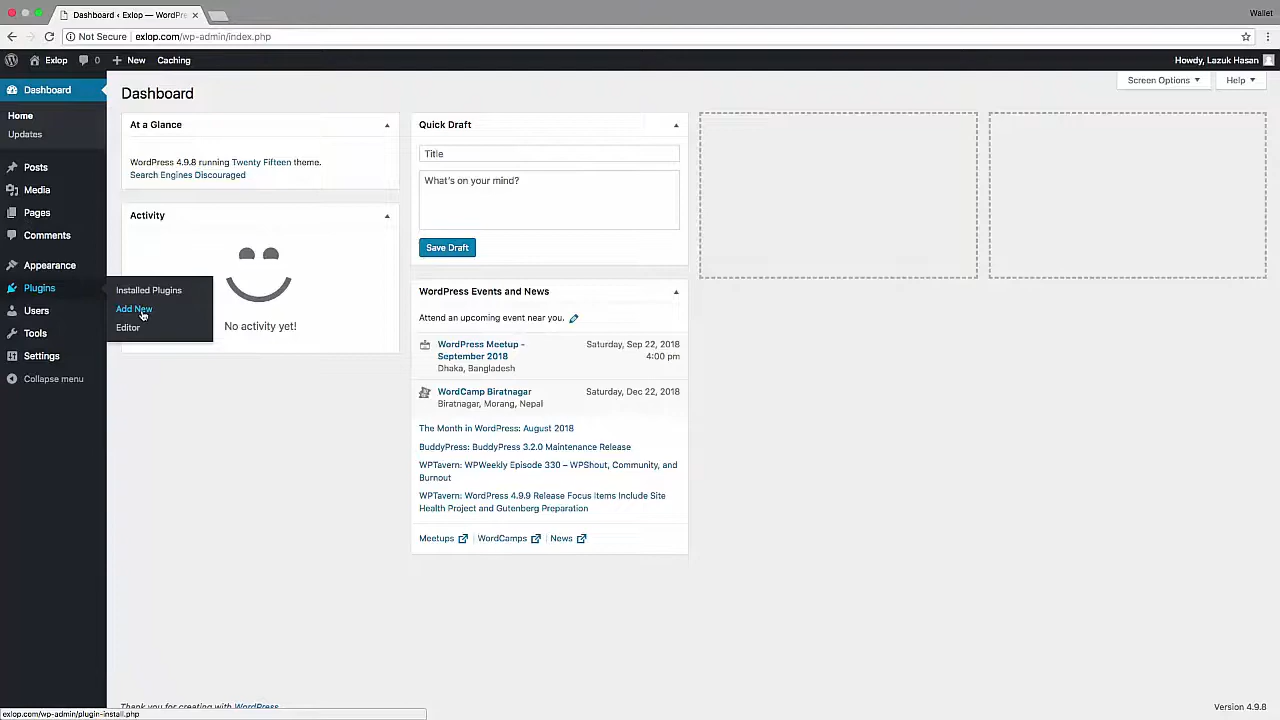 Dashboard ‹ Exlop — WordPr
Wallet
Not Secure exlop.com/wp-admin/index.php
Exlop 0 New Caching
Howdy, Lazuk Hasan
Screen Options Help
Dashboard
Home
Updates
Posts
Media
Pages
Comments
Appearance
Plugins
Users
Tools
Settings
Collapse menu
Installed Plugins
Add New
Editor
Dashboard
At a Glance
WordPress 4.9.8 running Twenty Fifteen theme.
Search Engines Discouraged
Activity
No activity yet!
Quick Draft
Title
What's on your mind?
Save Draft
WordPress Events and News
Attend an upcoming event near you.
WordPress Meetup -
September 2018
Dhaka, Bangladesh
Saturday, Sep 22, 2018
4:00 pm
WordCamp Biratnagar
Biratnagar, Morang, Nepal
Saturday, Dec 22, 2018
The Month in WordPress: August 2018
BuddyPress: BuddyPress 3.2.0 Maintenance Release
WPTavern: WPWeekly Episode 330 – WPShout, Community, and
Burnout
WPTavern: WordPress 4.9.9 Release Focus Items Include Site
Health Project and Gutenberg Preparation
Meetups | WordCamps | News
Thank you for creating with WordPress
Version 4.9.8
exlop.com/wp-admin/plugin-install.php